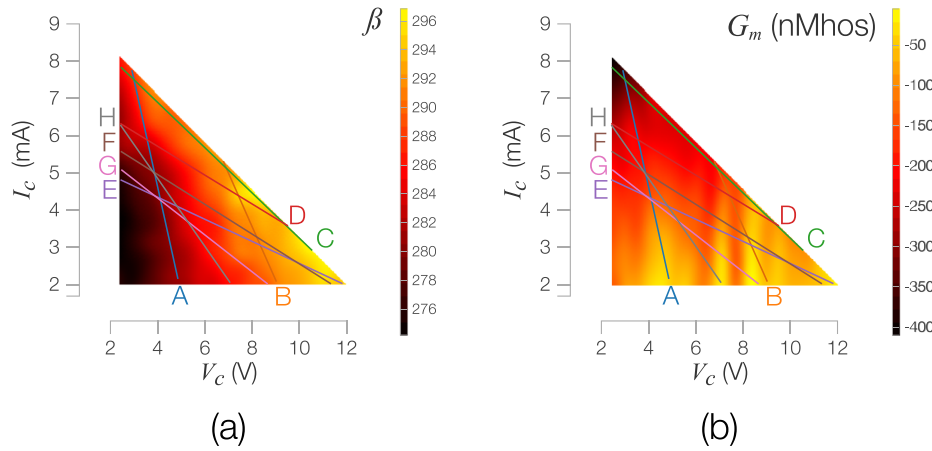 β
G_m (nMhos)
9
8
7
6
5
4
3
2
I_c (mA)
H
F
G
E
D
C
A
B
296
294
292
290
288
286
284
282
280
278
276
2 4 6 8 10 12
V_c (V)
(a)
9
8
7
6
5
4
3
2
I_c (mA)
H
F
G
E
D
C
A
B
-50
-100
-150
-200
-250
-300
-350
-400
2 4 6 8 10 12
V_c (V)
(b)